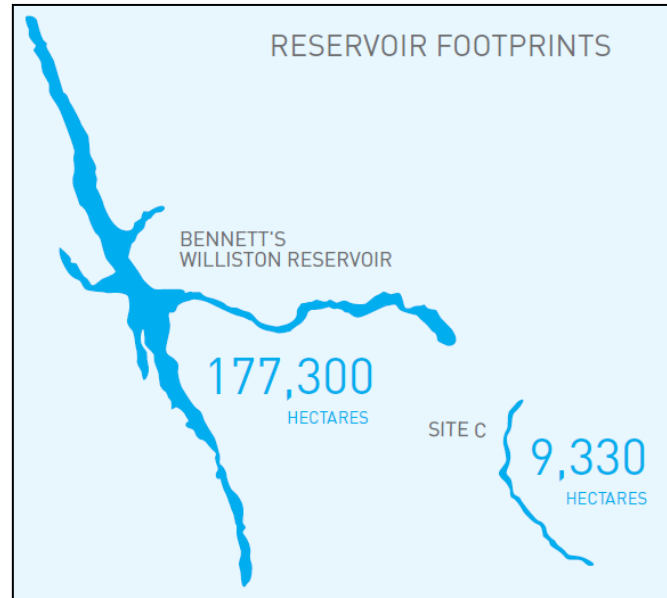 RESERVOIR FOOTPRINTS
BENNETT'S
WILLISTON RESERVOIR
177,300
HECTARES
SITE C
9,330
HECTARES